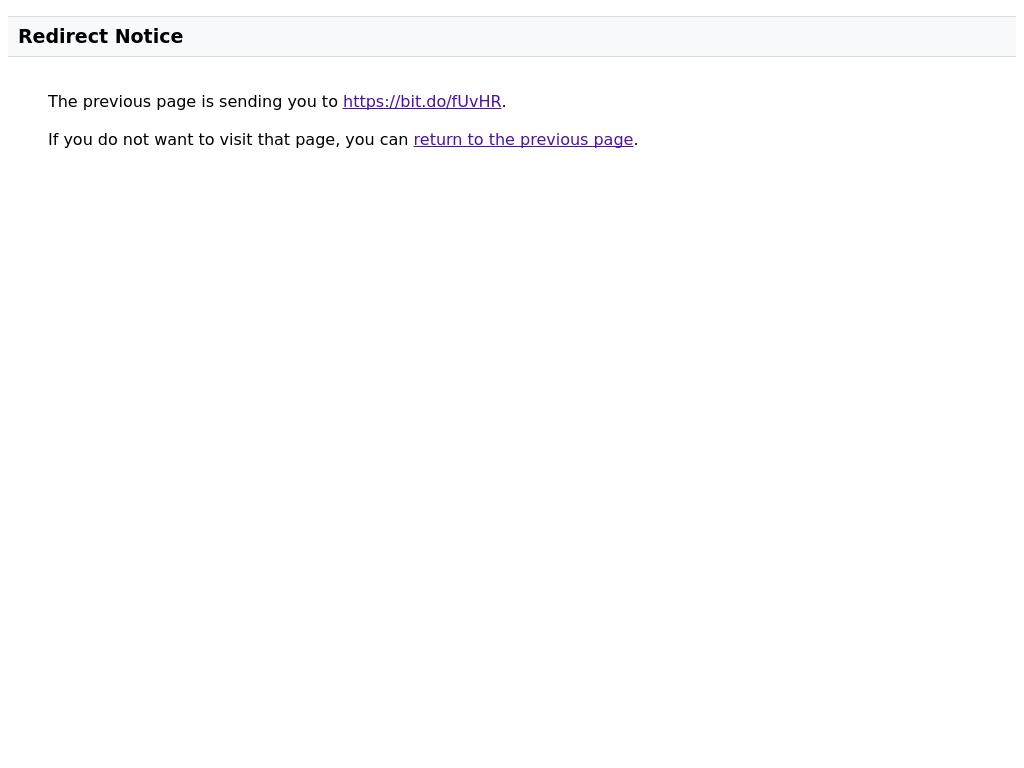 Redirect Notice
The previous page is sending you to https://bit.do/fUvHR.
If you do not want to visit that page, you can return to the previous page.